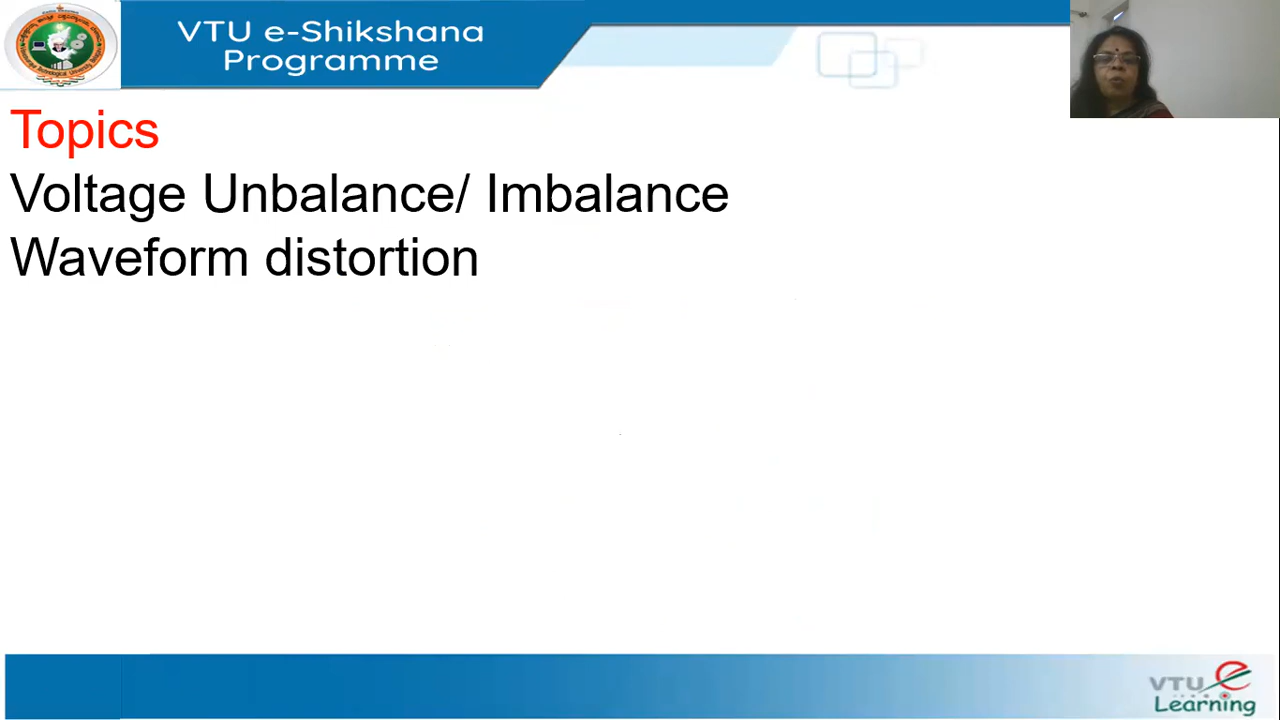 VTU e-Shikshana
Programme
Topics
Voltage Unbalance/ Imbalance
Waveform distortion
VTU e
Learning